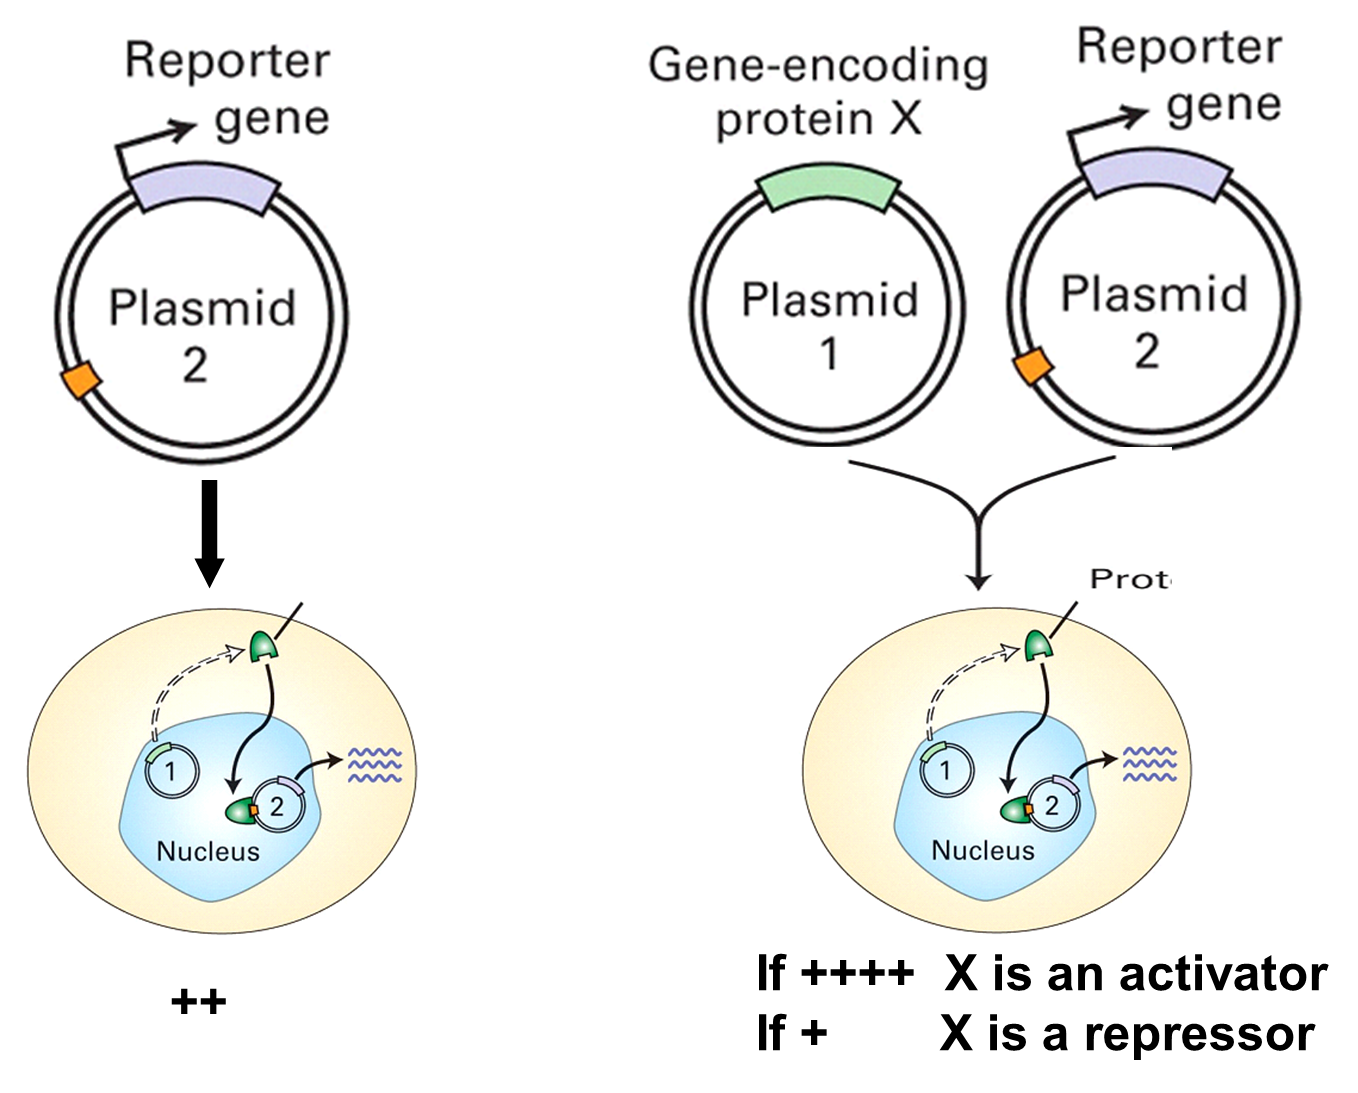 Reporter
gene
Plasmid
2
Nucleus
1
2
++
Gene-encoding
protein X
Reporter
gene
Plasmid
1
Plasmid
2
Prot
1
2
Nucleus
If ++++ X is an activator
If + X is a repressor